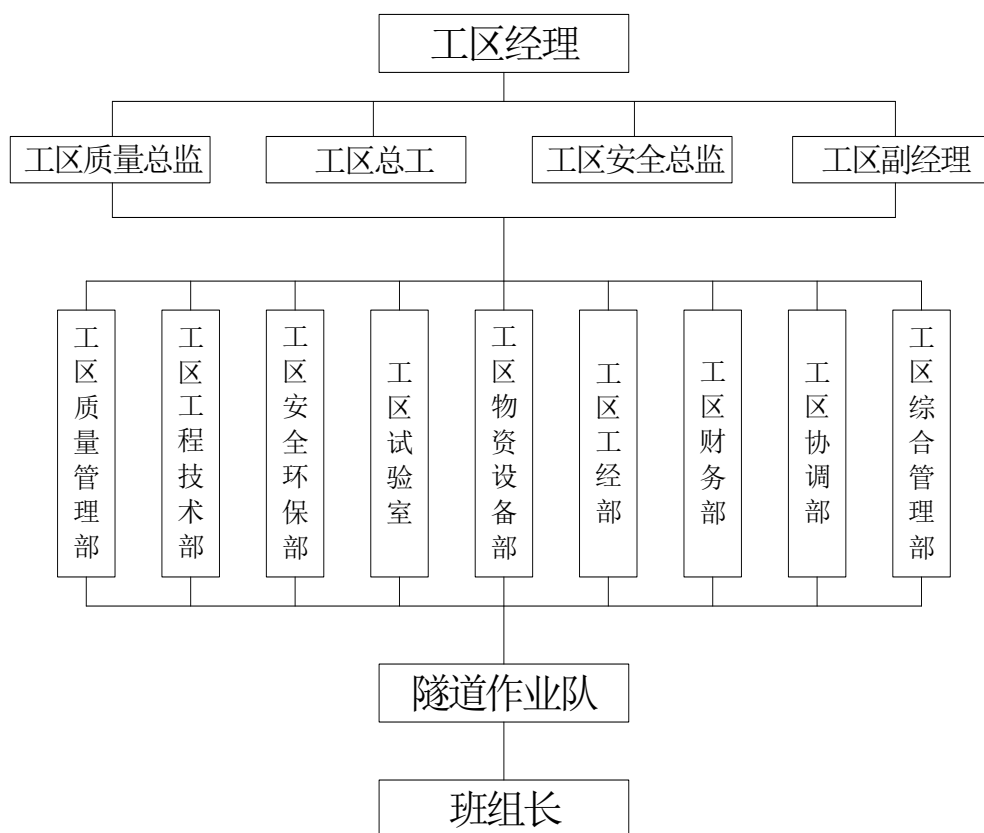 工区经理
工区质量总监
工区总工
工区安全总监
工区副经理
工区质量管理部
工区工程技术部
工区安全环保部
工区试验室
工区物资设备部
工区工经部
工区财务部
工区协调部
工区综合管理部
隧道作业队
班组长